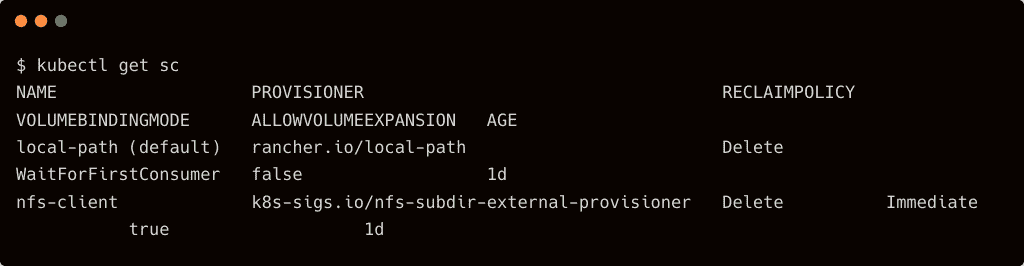 $ kubectl get sc
NAME                   PROVISIONER                                   RECLAIMPOLICY
VOLUMEBINDINGMODE      ALLOWVOLUMEEXPANSION   AGE
local-path (default)   rancher.io/local-path                         Delete
WaitForFirstConsumer   false                  1d
nfs-client             k8s-sigs.io/nfs-subdir-external-provisioner   Delete          Immediate
           true                   1d